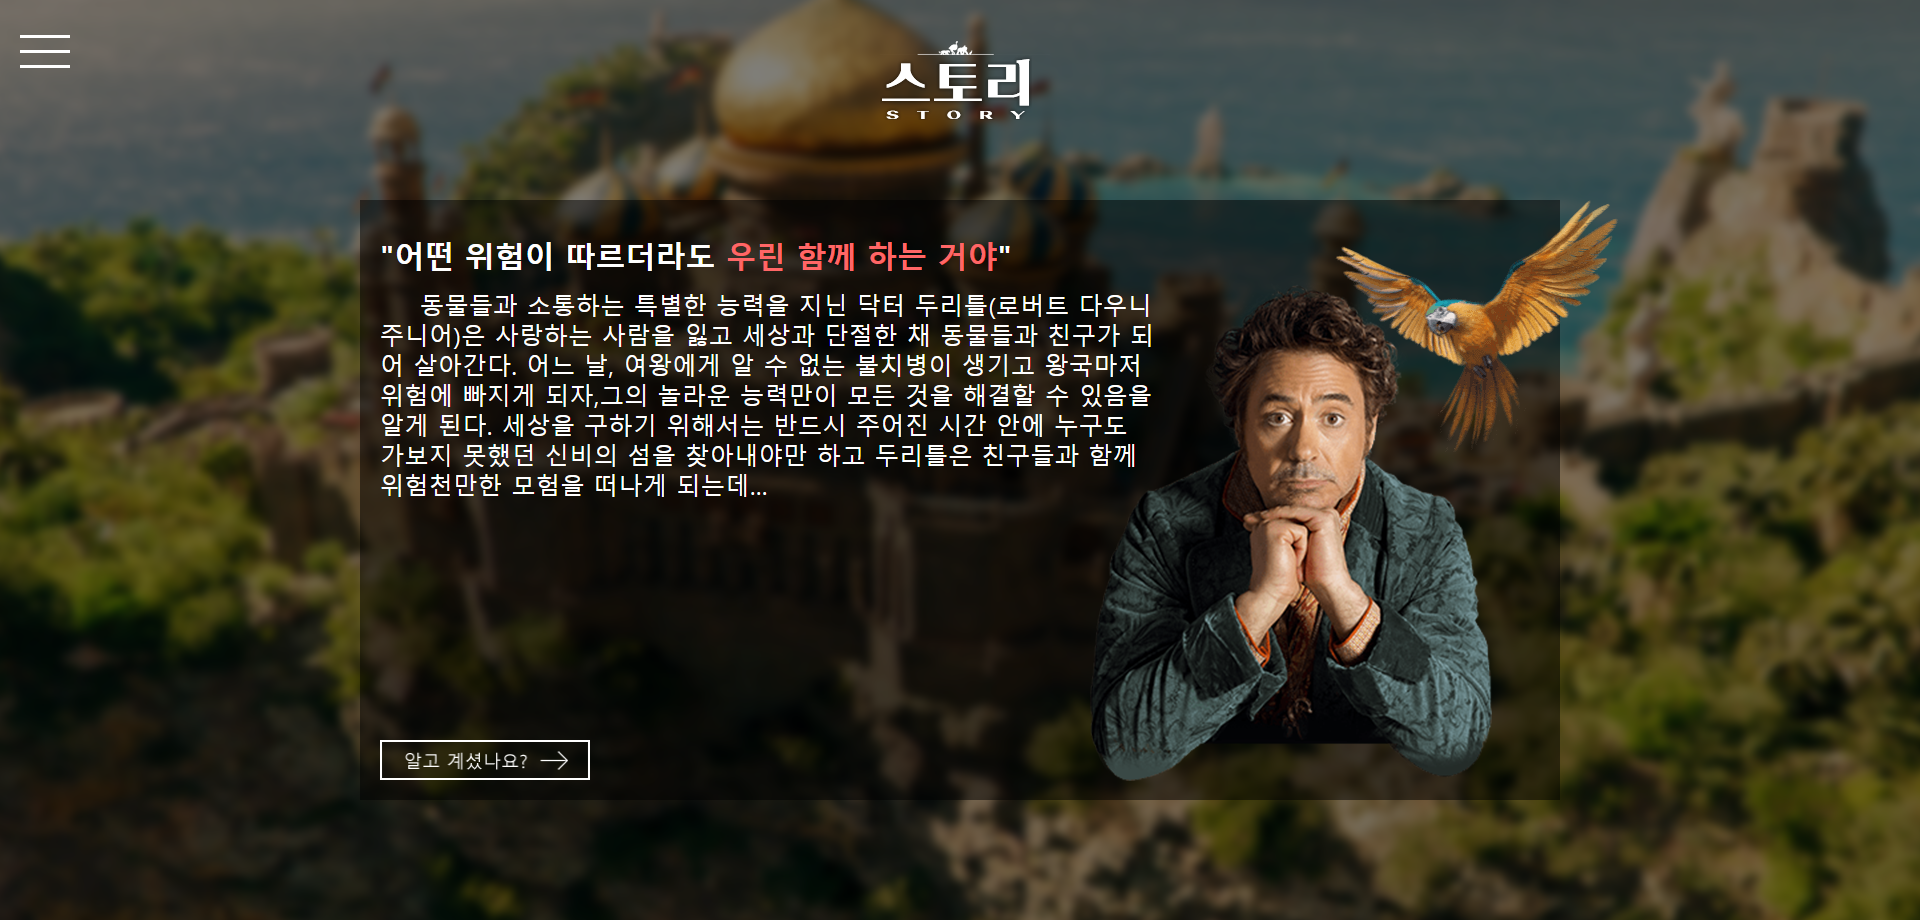 스토리
STORY
"어떤 위험이 따르더라도 우린 함께 하는 거야"
동물들과 소통하는 특별한 능력을 지닌 닥터 두리틀(로버트 다우니
주니어)은 사랑하는 사람을 잃고 세상과 단절한 채 동물들과 친구가 되
어 살아간다. 어느 날, 여왕에게 알 수 없는 불치병이 생기고 왕국마저
위험에 빠지게 되자,그의 놀라운 능력만이 모든 것을 해결할 수 있음을
알게 된다. 세상을 구하기 위해서는 반드시 주어진 시간 안에 누구도
가보지 못했던 신비의 섬을 찾아내야만 하고 두리틀은 친구들과 함께
위험천만한 모험을 떠나게 되는데...
알고 계셨나요?